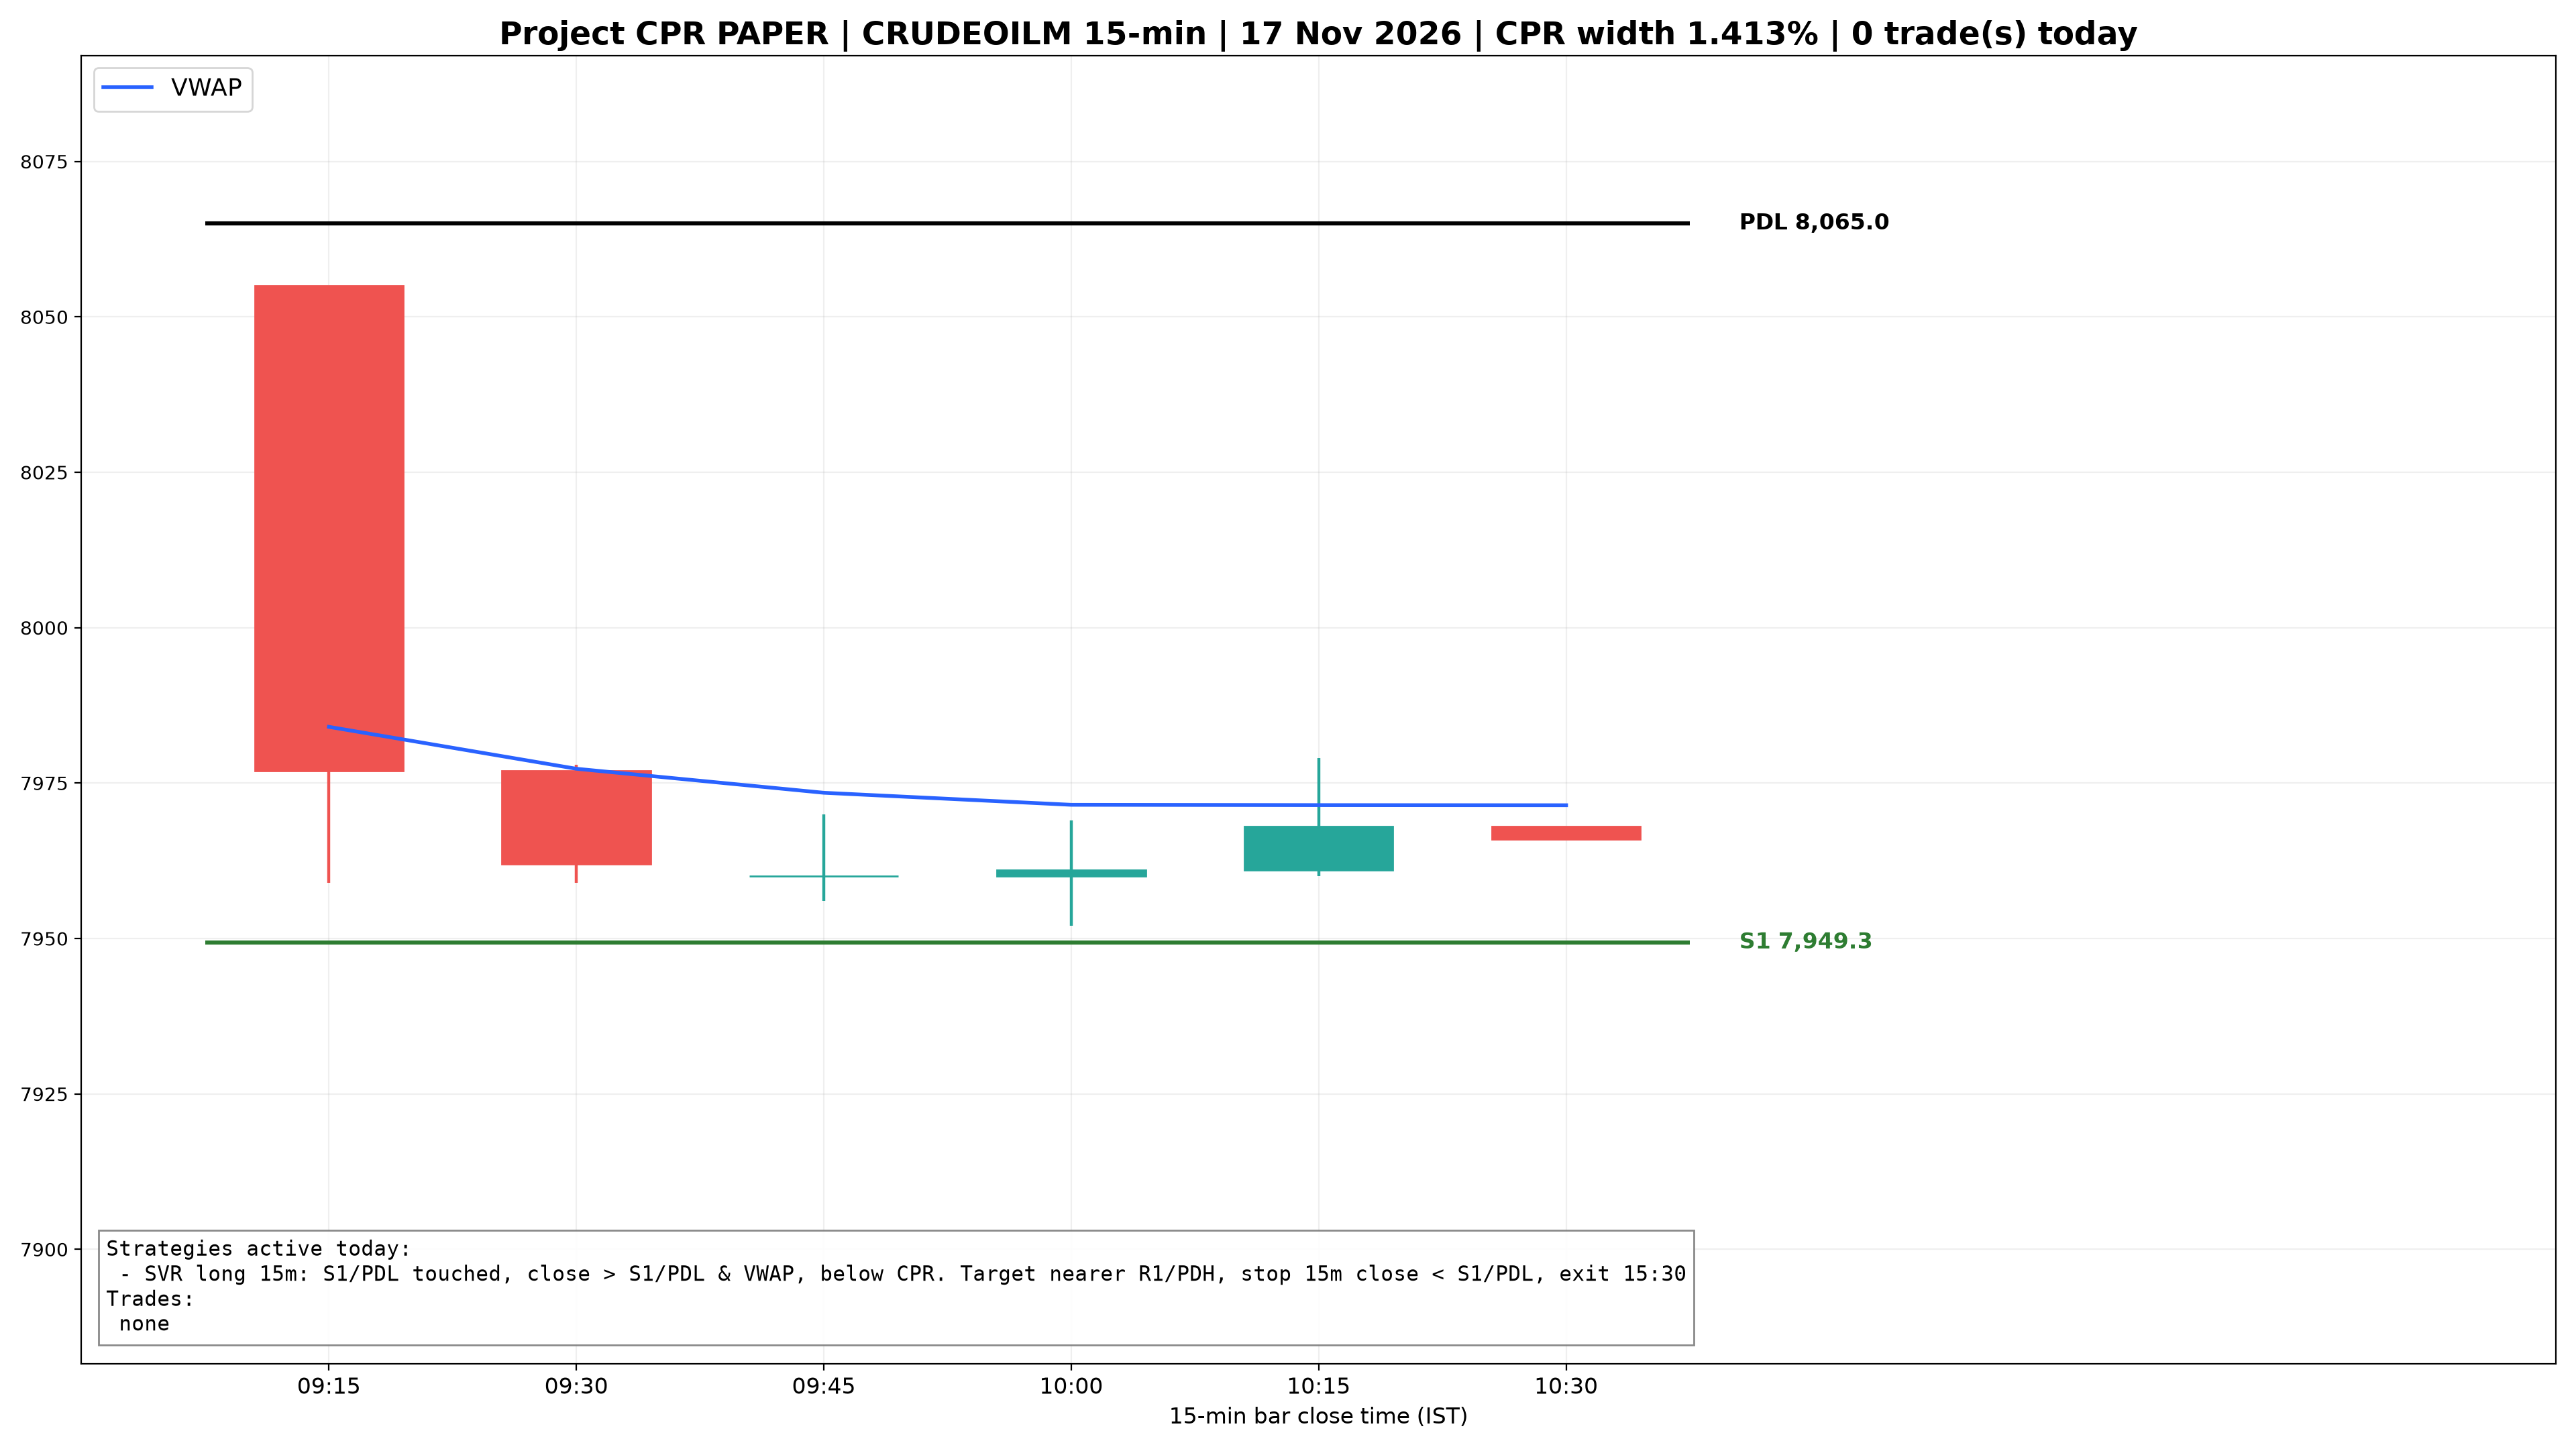 Project CPR PAPER | CRUDEOILM 15-min | 17 Nov 2026 | CPR width 1.413% | 0 trade(s) today
VWAP
8075
8050
8025
8000
7975
7950
7925
7900
PDL 8,065.0
S1 7,949.3
Strategies active today:
- SVR long 15m: S1/PDL touched, close > S1/PDL & VWAP, below CPR. Target nearer R1/PDH, stop 15m close < S1/PDL, exit 15:30
Trades:
none
09:15
09:30
09:45
10:00
10:15
10:30
15-min bar close time (IST)